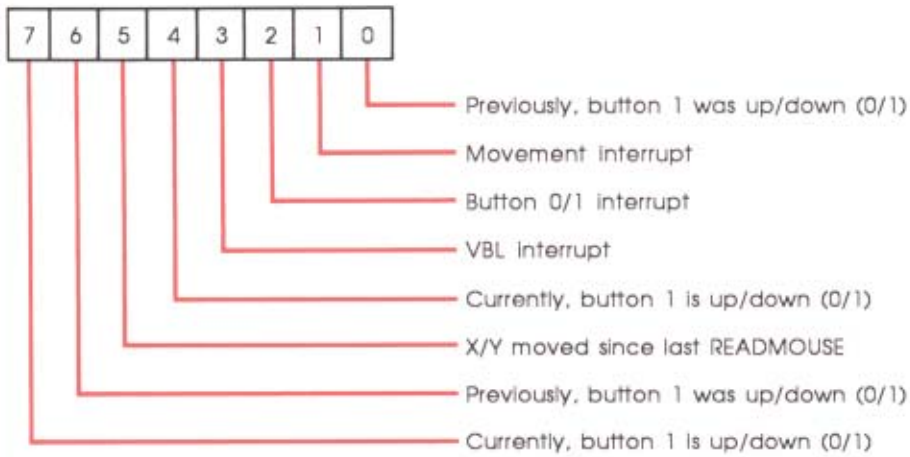 7 6 5 4 3 2 1 0
Previously, button 1 was up/down (0/1)
Movement interrupt
Button 0/1 interrupt
VBL interrupt
Currently, button 1 is up/down (0/1)
X/Y moved since last READMOUSE
Previously, button 1 was up/down (0/1)
Currently, button 1 is up/down (0/1)